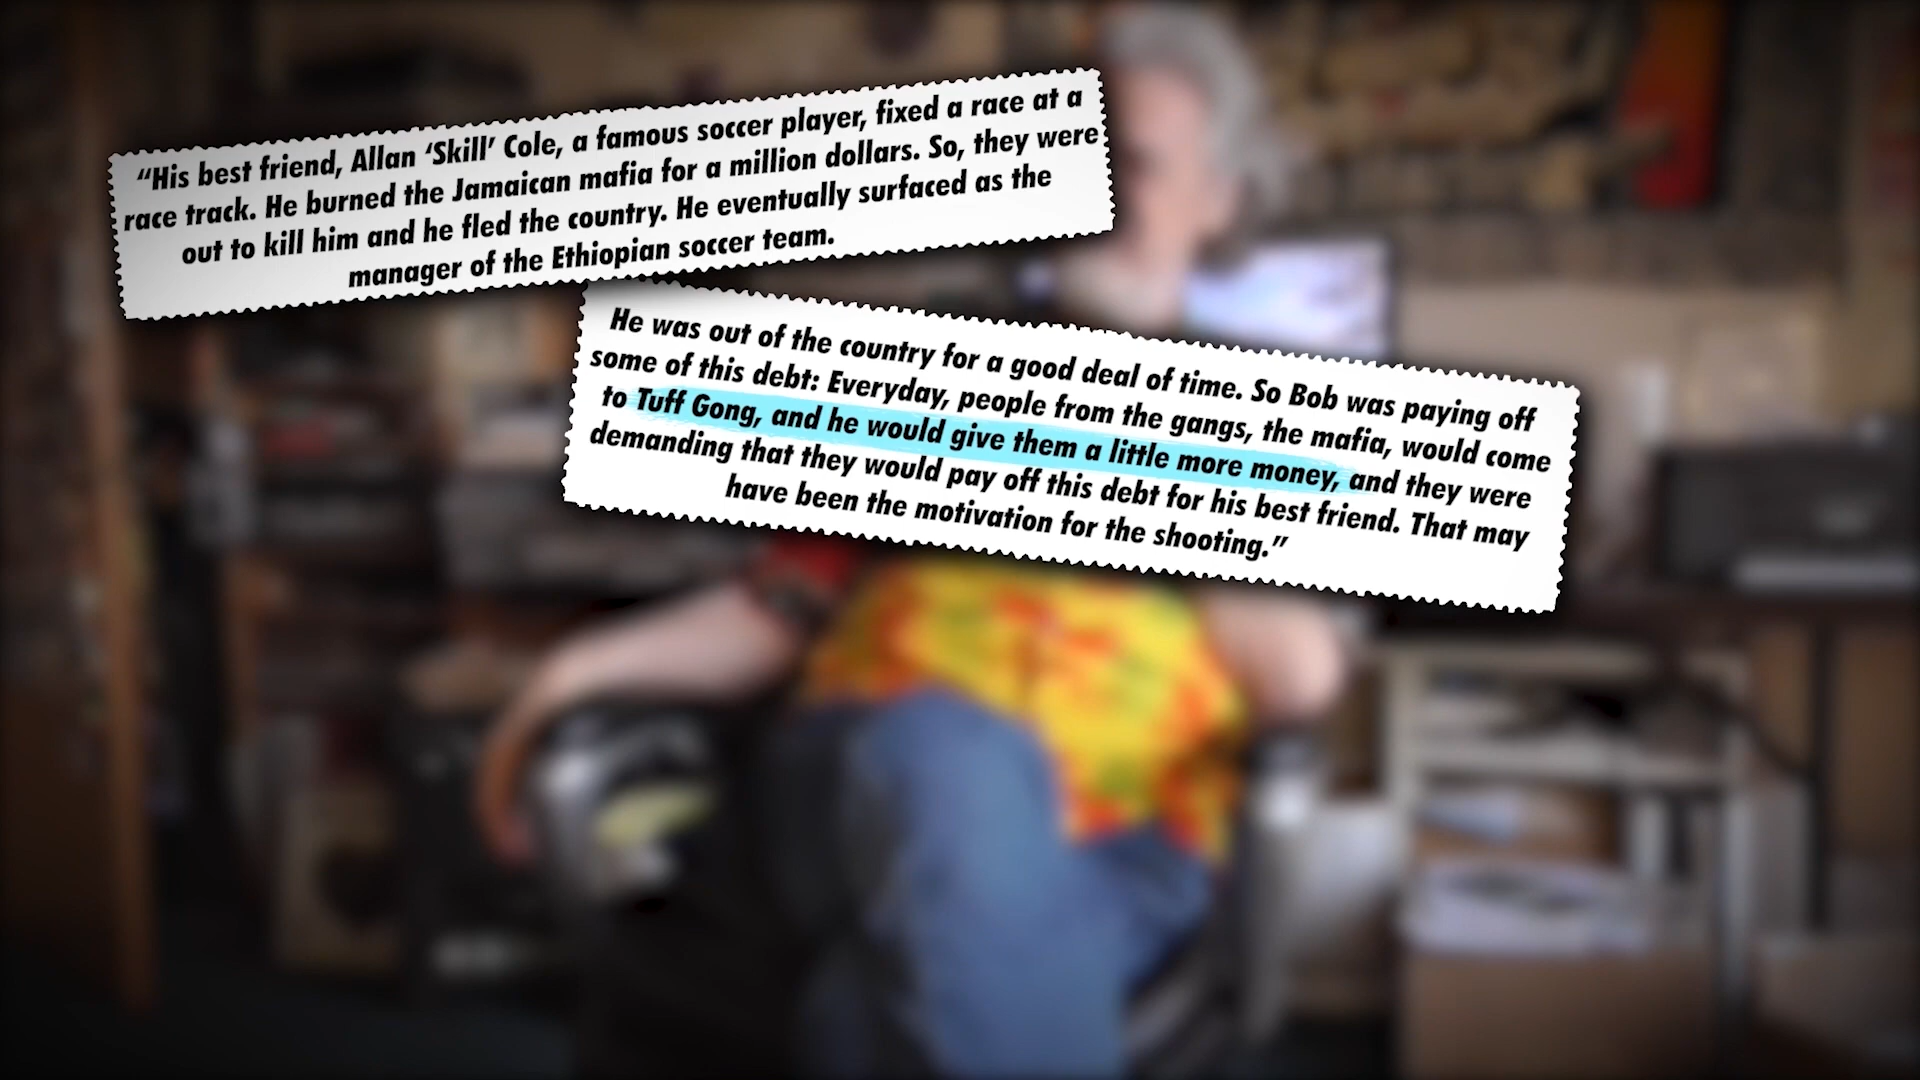 “His best friend, Allan ‘Skill’ Cole, a famous soccer player, fixed a race at a
race track. He burned the Jamaican mafia for a million dollars. So, they were
out to kill him and he fled the country. He eventually surfaced as the
manager of the Ethiopian soccer team.
He was out of the country for a good deal of time. So Bob was paying off
some of this debt: Everyday, people from the gangs, the mafia, would come
to Tuff Gong, and he would give them a little more money, and they were
demanding that they would pay off this debt for his best friend. That may
have been the motivation for the shooting.”